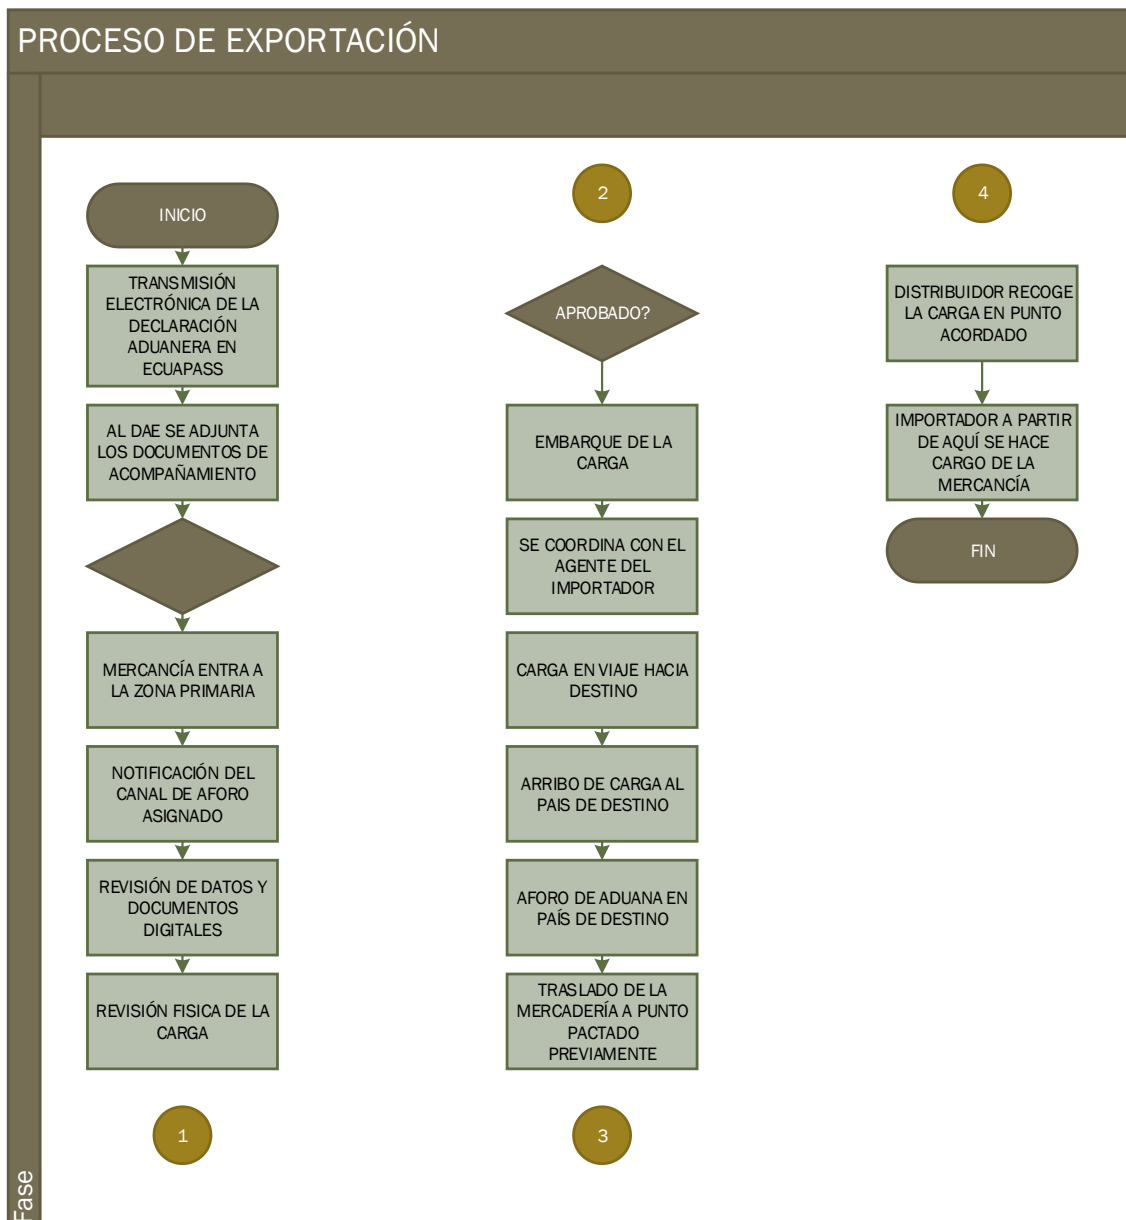 PROCESO DE EXPORTACIÓN
INICIO
TRANSMISIÓN
ELECTRÓNICA DE LA
DECLARACIÓN
ADUANERA EN
ECUAPASS
AL DAE SE ADJUNTA
LOS DOCUMENTOS DE
ACOMPAÑAMIENTO
MERCANCÍA ENTRA A
LA ZONA PRIMARIA
NOTIFICACIÓN DEL
CANAL DE AFORO
ASIGNADO
REVISIÓN DE DATOS Y
DOCUMENTOS
DIGITALES
REVISIÓN FISICA DE LA
CARGA
1
2
APROBADO?
EMBARQUE DE LA
CARGA
SE COORDINA CON EL
AGENTE DEL
IMPORTADOR
CARGA EN VIAJE HACIA
DESTINO
ARRIBO DE CARGA AL
PAIS DE DESTINO
AFORO DE ADUANA EN
PAÍS DE DESTINO
TRASLADO DE LA
MERCADERÍA A PUNTO
PACTADO
PREVIAMENTE
3
4
DISTRIBUIDOR RECOGE
LA CARGA EN PUNTO
ACORDADO
IMPORTADOR A PARTIR
DE AQUÍ SE HACE
CARGO DE LA
MERCANCÍA
FIN
Fase